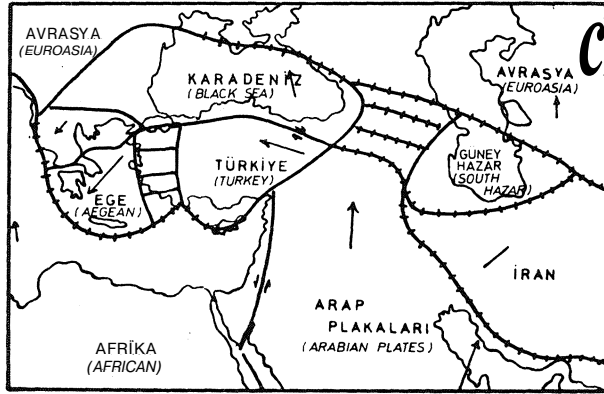 AVRASYA
(EUROASIA)
KARADENİZ
(BLACK SEA)
C
AVRASYA
(EUROASIA)
GUNEY
HAZAR
(SOUTH
HAZAR)
TÜRKİYE
(TURKEY)
EGE
(AEGEAN)
İRAN
ARAP
PLAKALARI
(ARABIAN PLATES)
AFRİKA
(AFRICAN)